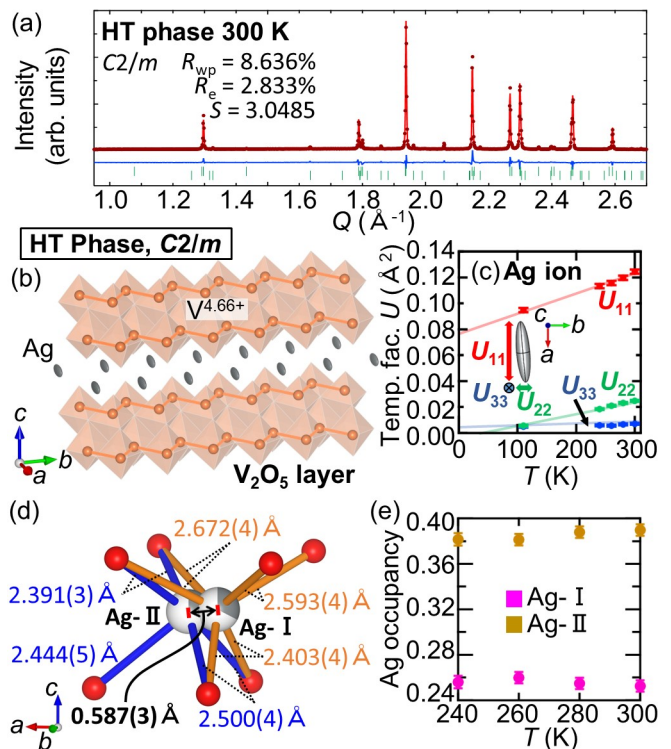 (a)
HT phase 300 K
C2/m
R_wp = 8.636%
R_e = 2.833%
S = 3.0485
Intensity
(arb. units)
1.0 1.2 1.4 1.6 1.8 2.0 2.2 2.4 2.6
Q (Å⁻¹)
HT Phase, C2/m
(b)
V⁴·⁶⁶⁺
Ag
c
b
a
V₂O₅ layer
(c) Ag ion
Temp. fac. U (Å²)
0.14
0.12
0.10
0.08
0.06
0.04
0.02
0.00
U₁₁
c
b
a
U₁₁
U₃₃
U₂₂
U₃₃
U₂₂
0 100 200 300
T (K)
(d)
2.672(4) Å
2.391(3) Å
2.593(4) Å
Ag-II
Ag-I
2.444(5) Å
2.403(4) Å
0.587(3) Å
2.500(4) Å
c
a
b
(e)
Ag occupancy
0.40
0.36
0.32
0.28
0.24
Ag-I
Ag-II
240 260 280 300
T (K)